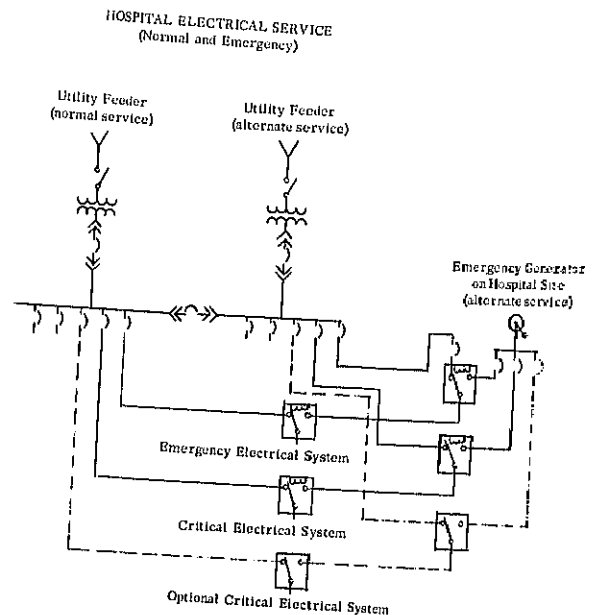 HOSPITAL ELECTRICAL SERVICE
(Normal and Emergency)
Utility Feeder
(normal service)
Utility Feeder
(alternate service)
Emergency Generator
on Hospital Site
(alternate service)
Emergency Electrical System
Critical Electrical System
Optional Critical Electrical System